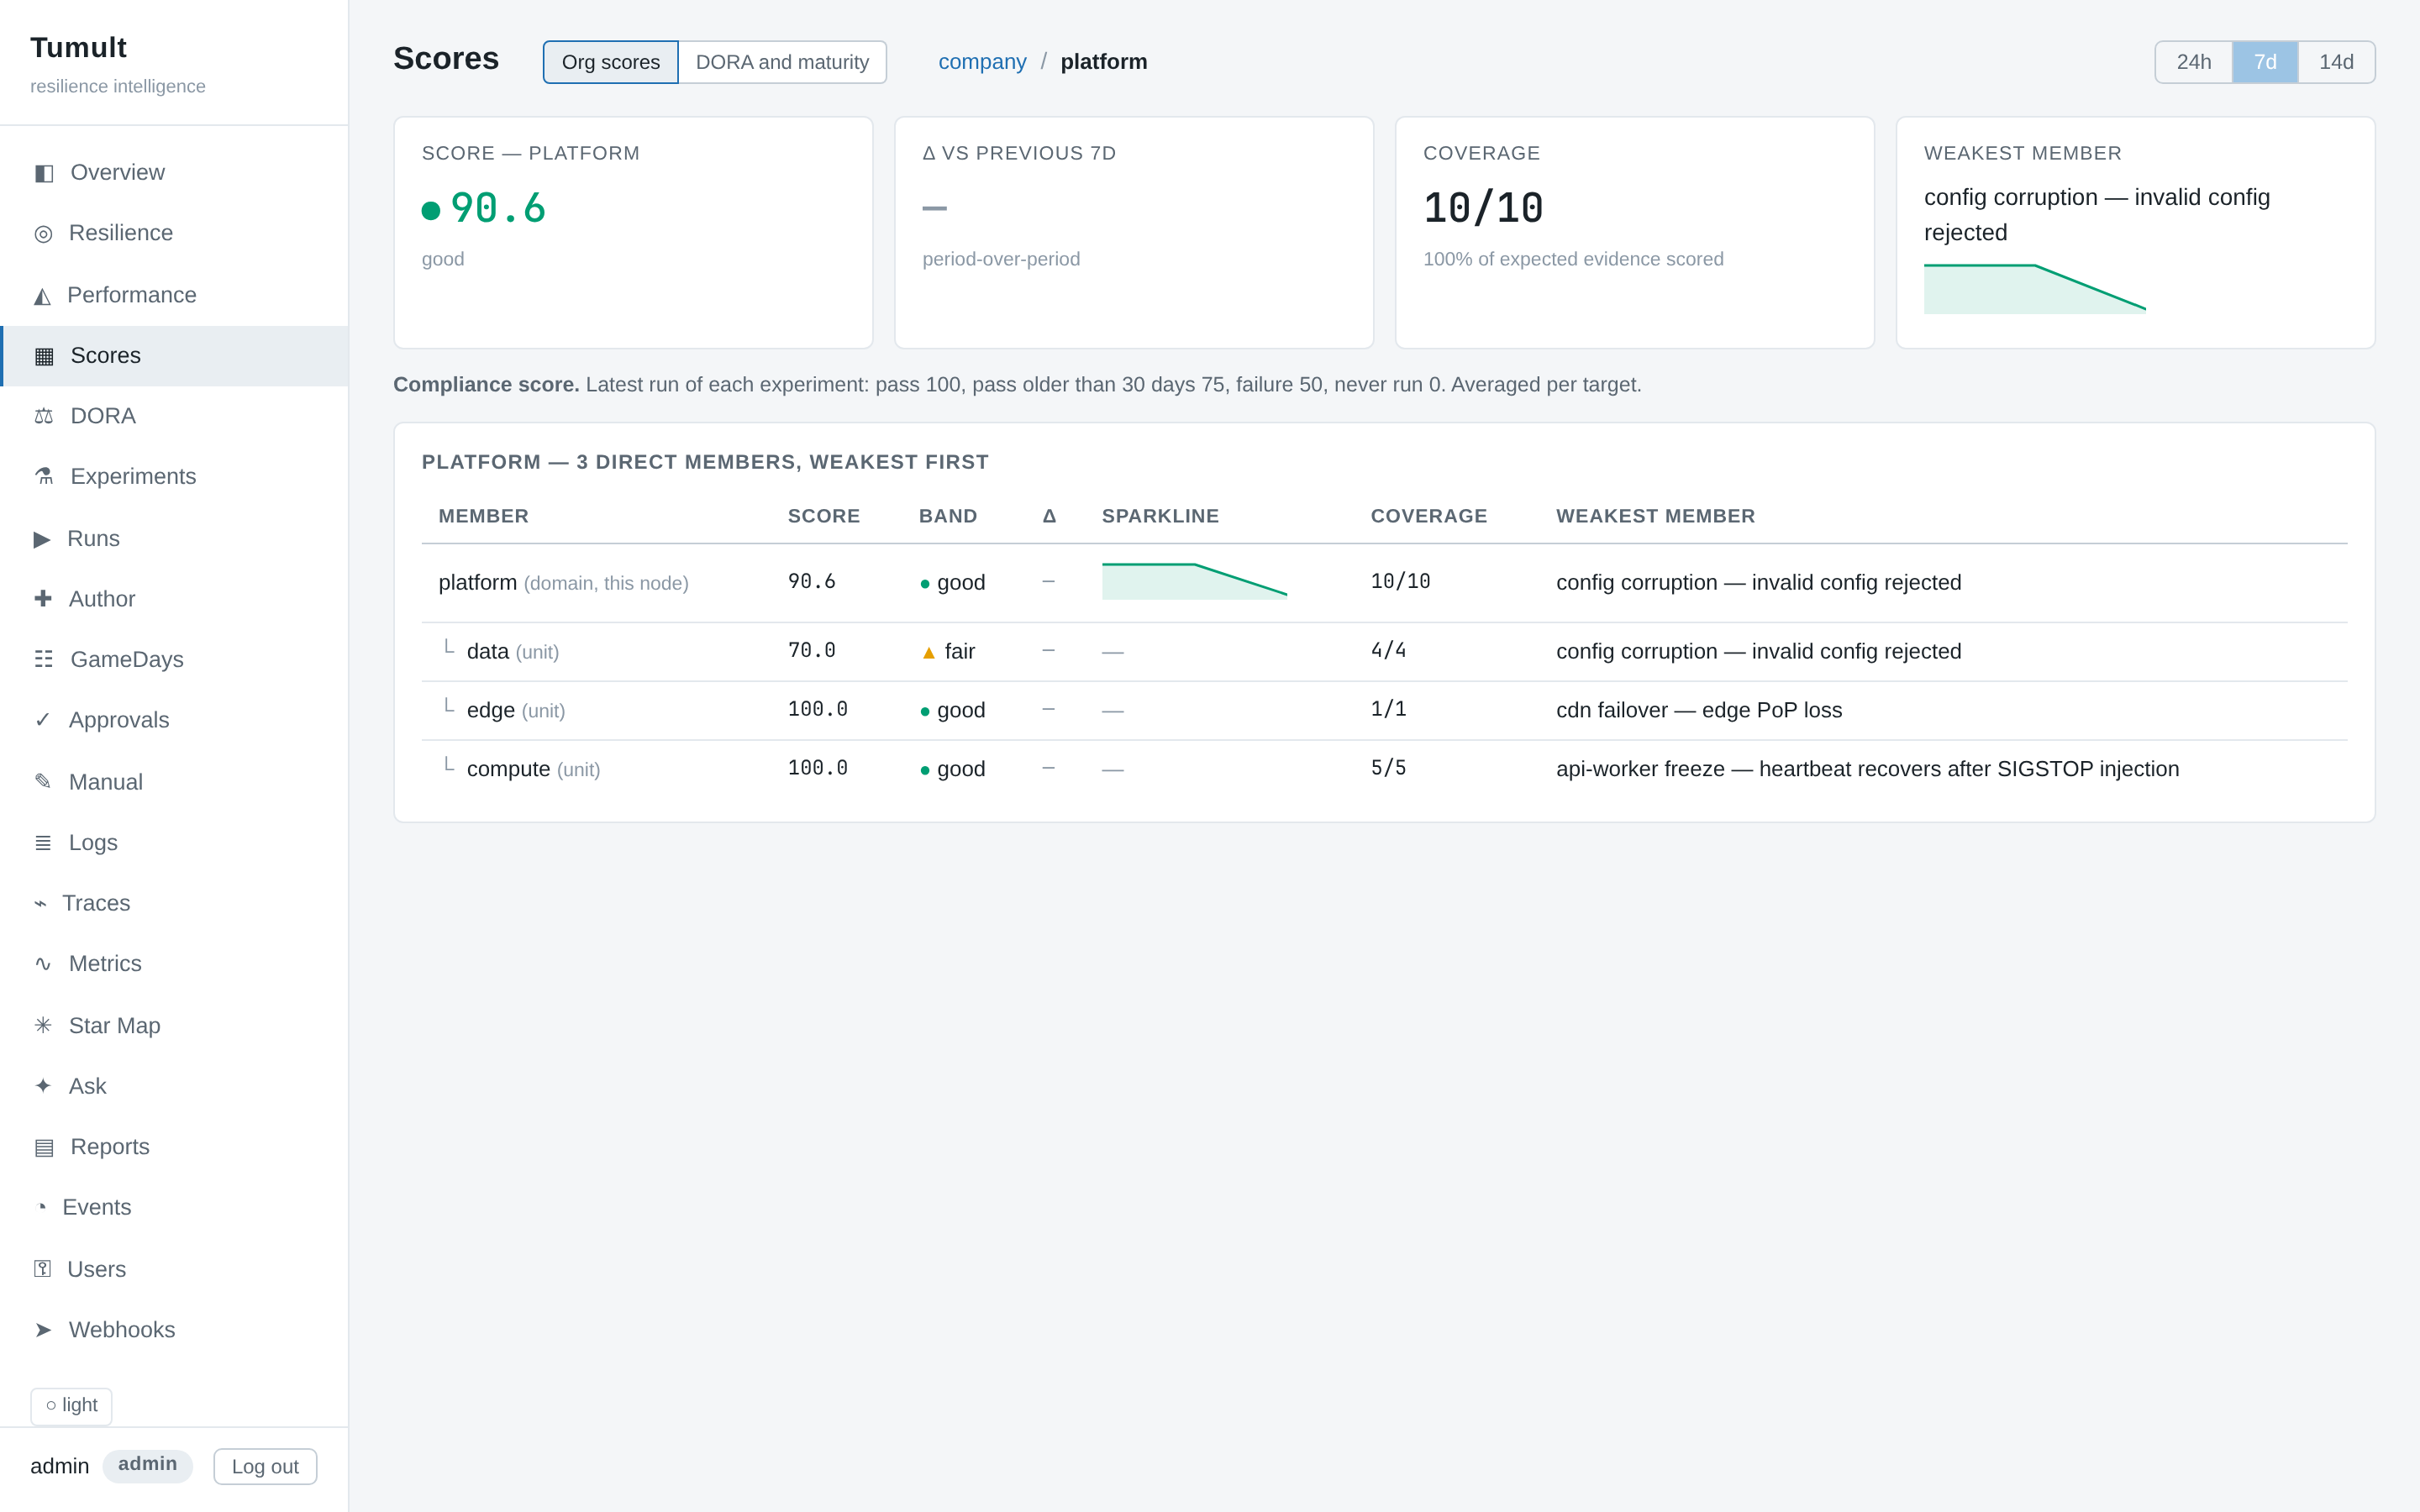 Tumult
resilience intelligence
Overview
Resilience
Performance
Scores
DORA
Experiments
Runs
Author
GameDays
Approvals
Manual
Logs
Traces
Metrics
Star Map
Ask
Reports
Events
Users
Webhooks
○ light
admin admin Log out
Scores Org scores DORA and maturity company / platform 24h 7d 14d
SCORE — PLATFORM
● 90.6
good
Δ VS PREVIOUS 7D
—
period-over-period
COVERAGE
10/10
100% of expected evidence scored
WEAKEST MEMBER
config corruption — invalid config
rejected
Compliance score. Latest run of each experiment: pass 100, pass older than 30 days 75, failure 50, never run 0. Averaged per target.
PLATFORM — 3 DIRECT MEMBERS, WEAKEST FIRST
MEMBER SCORE BAND Δ SPARKLINE COVERAGE WEAKEST MEMBER
platform (domain, this node) 90.6 ● good — 10/10 config corruption — invalid config rejected
└ data (unit) 70.0 ▲ fair — — 4/4 config corruption — invalid config rejected
└ edge (unit) 100.0 ● good — — 1/1 cdn failover — edge PoP loss
└ compute (unit) 100.0 ● good — — 5/5 api-worker freeze — heartbeat recovers after SIGSTOP injection